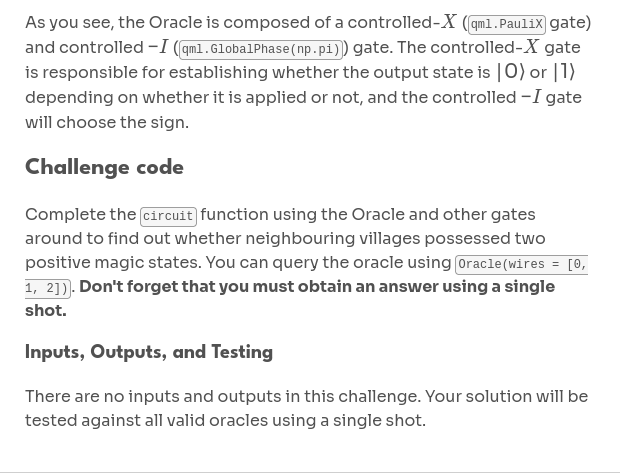 As you see, the Oracle is composed of a controlled-X (qml.PauliX gate)
and controlled −I (qml.GlobalPhase(np.pi)) gate. The controlled-X gate
is responsible for establishing whether the output state is |0⟩ or |1⟩
depending on whether it is applied or not, and the controlled −I gate
will choose the sign.
Challenge code
Complete the circuit function using the Oracle and other gates
around to find out whether neighbouring villages possessed two
positive magic states. You can query the oracle using Oracle(wires = [0,
1, 2]). Don't forget that you must obtain an answer using a single
shot.
Inputs, Outputs, and Testing
There are no inputs and outputs in this challenge. Your solution will be
tested against all valid oracles using a single shot.